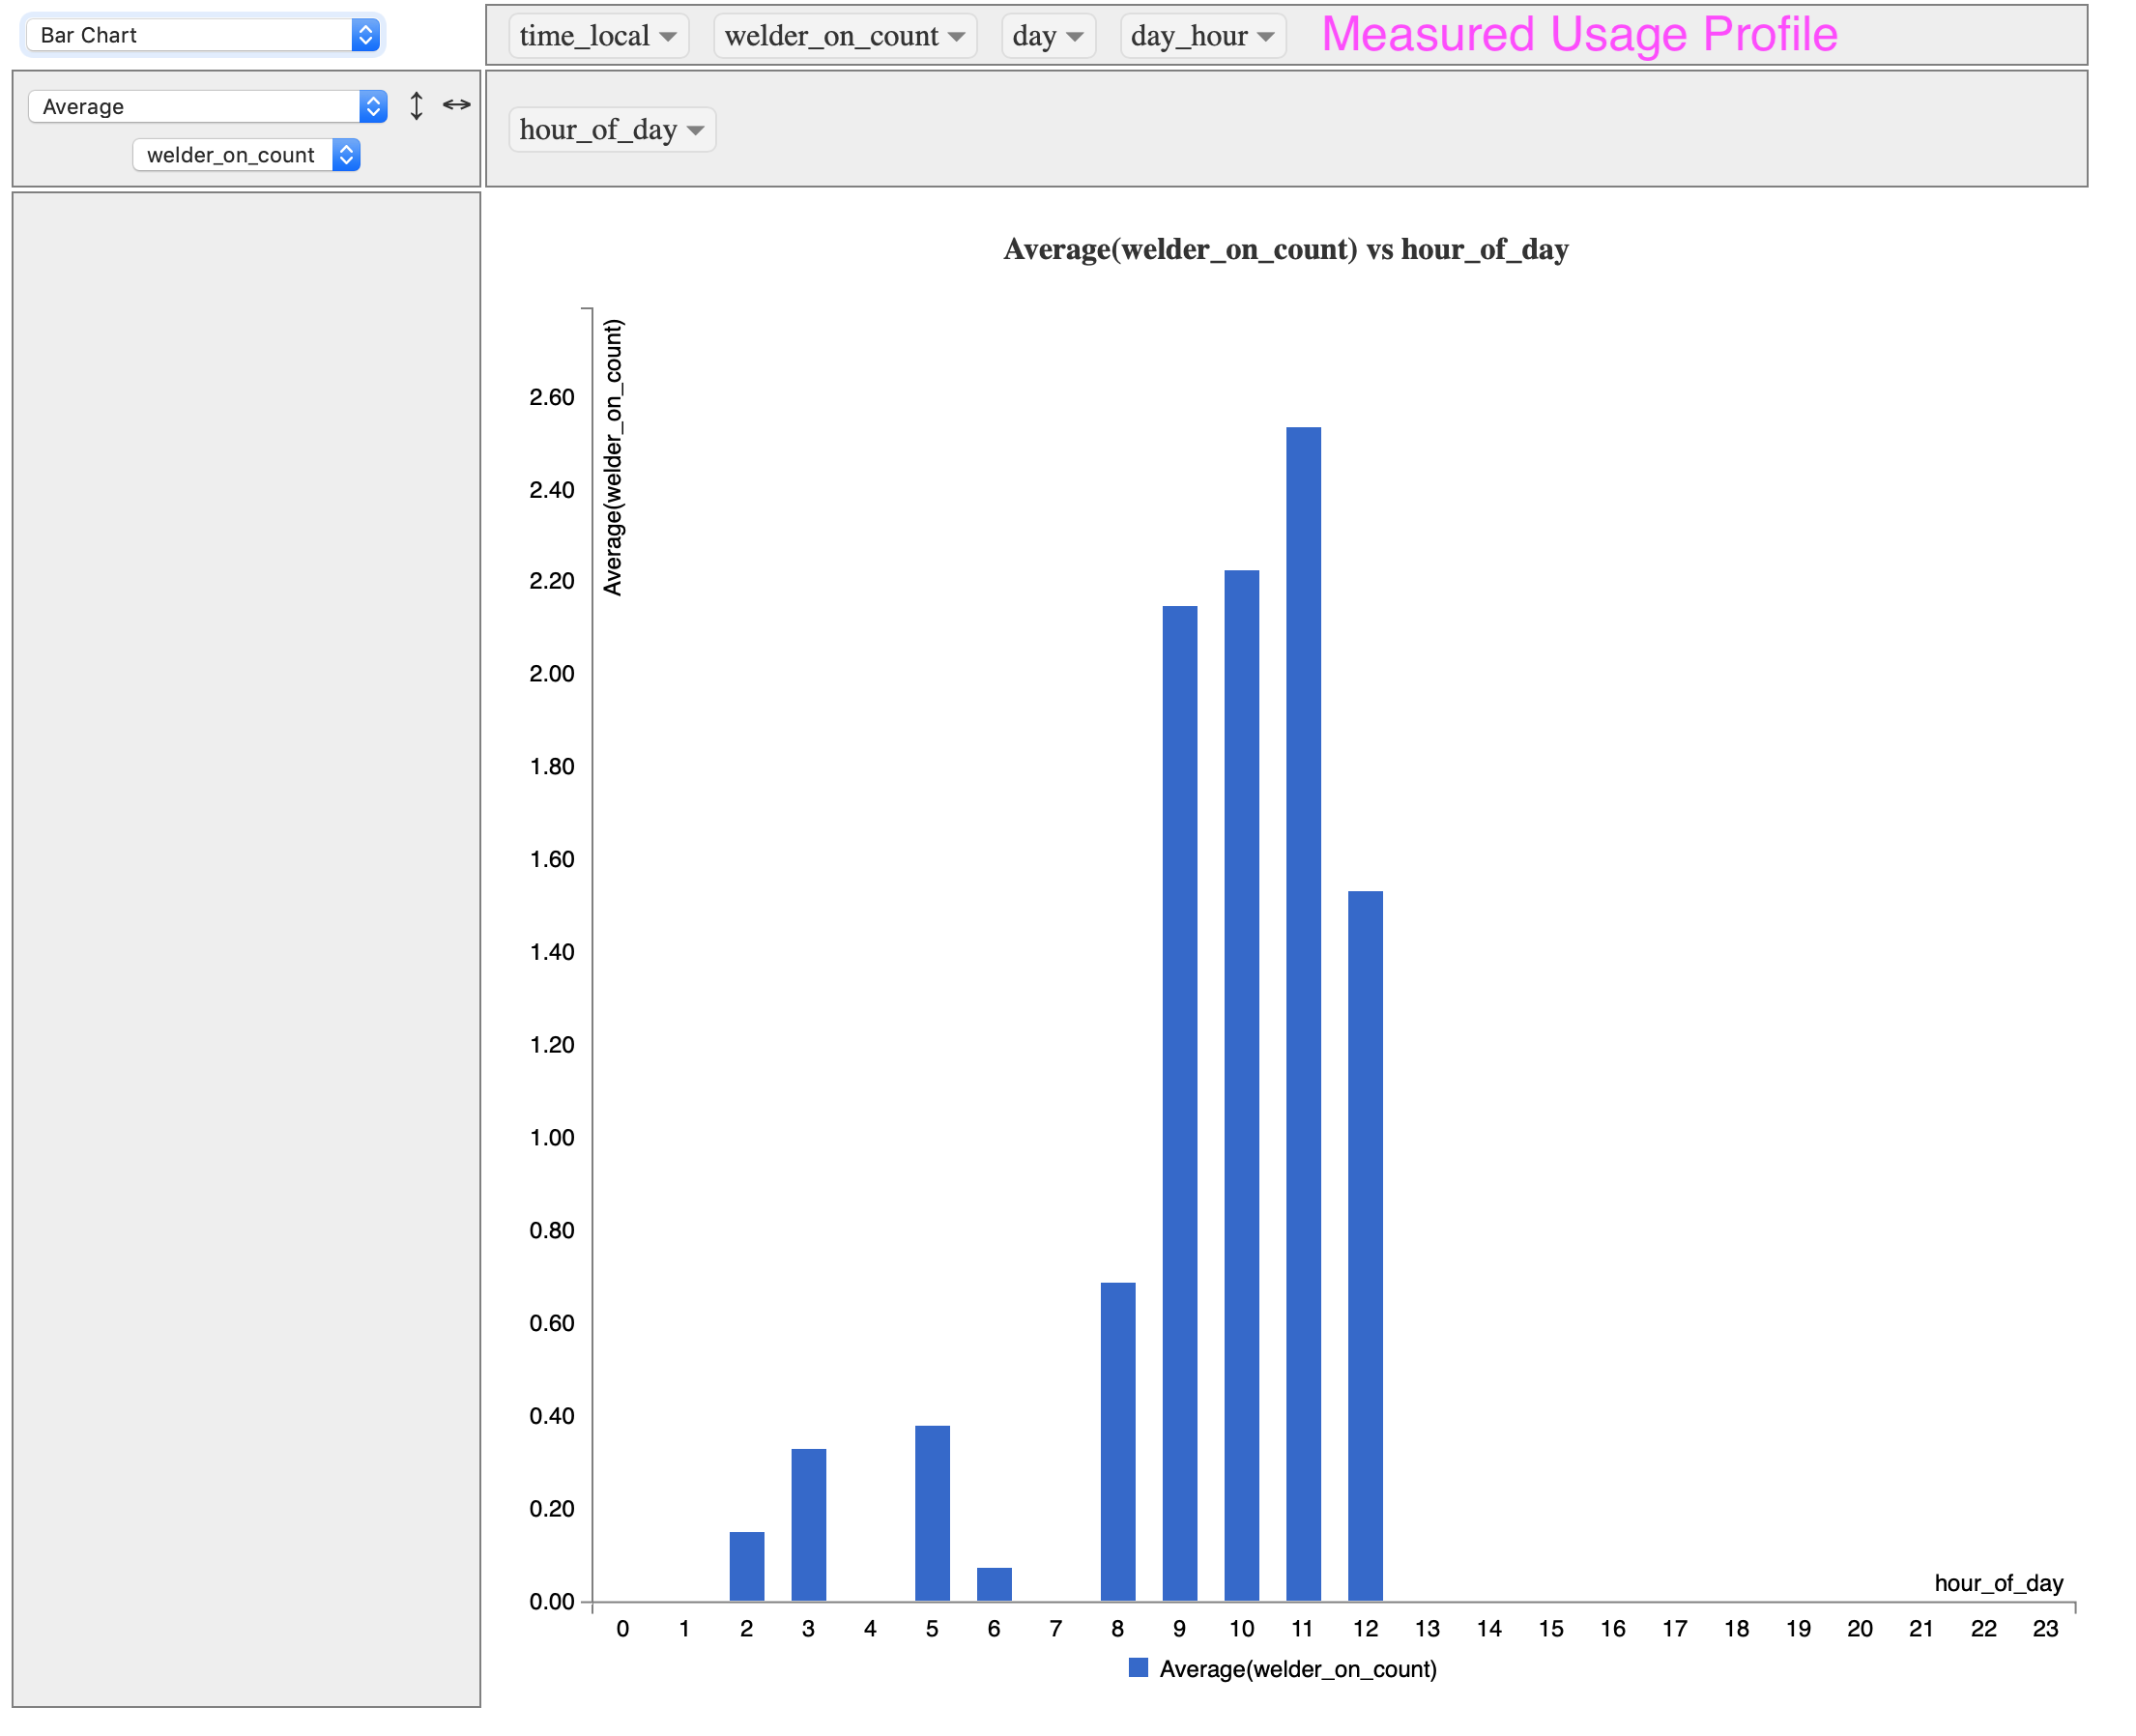 Bar Chart
time_local welder_on_count day day_hour Measured Usage Profile
Average
welder_on_count
hour_of_day
Average(welder_on_count) vs hour_of_day
Average(welder_on_count)
2.60
2.40
2.20
2.00
1.80
1.60
1.40
1.20
1.00
0.80
0.60
0.40
0.20
0.00
hour_of_day
0 1 2 3 4 5 6 7 8 9 10 11 12 13 14 15 16 17 18 19 20 21 22 23
Average(welder_on_count)